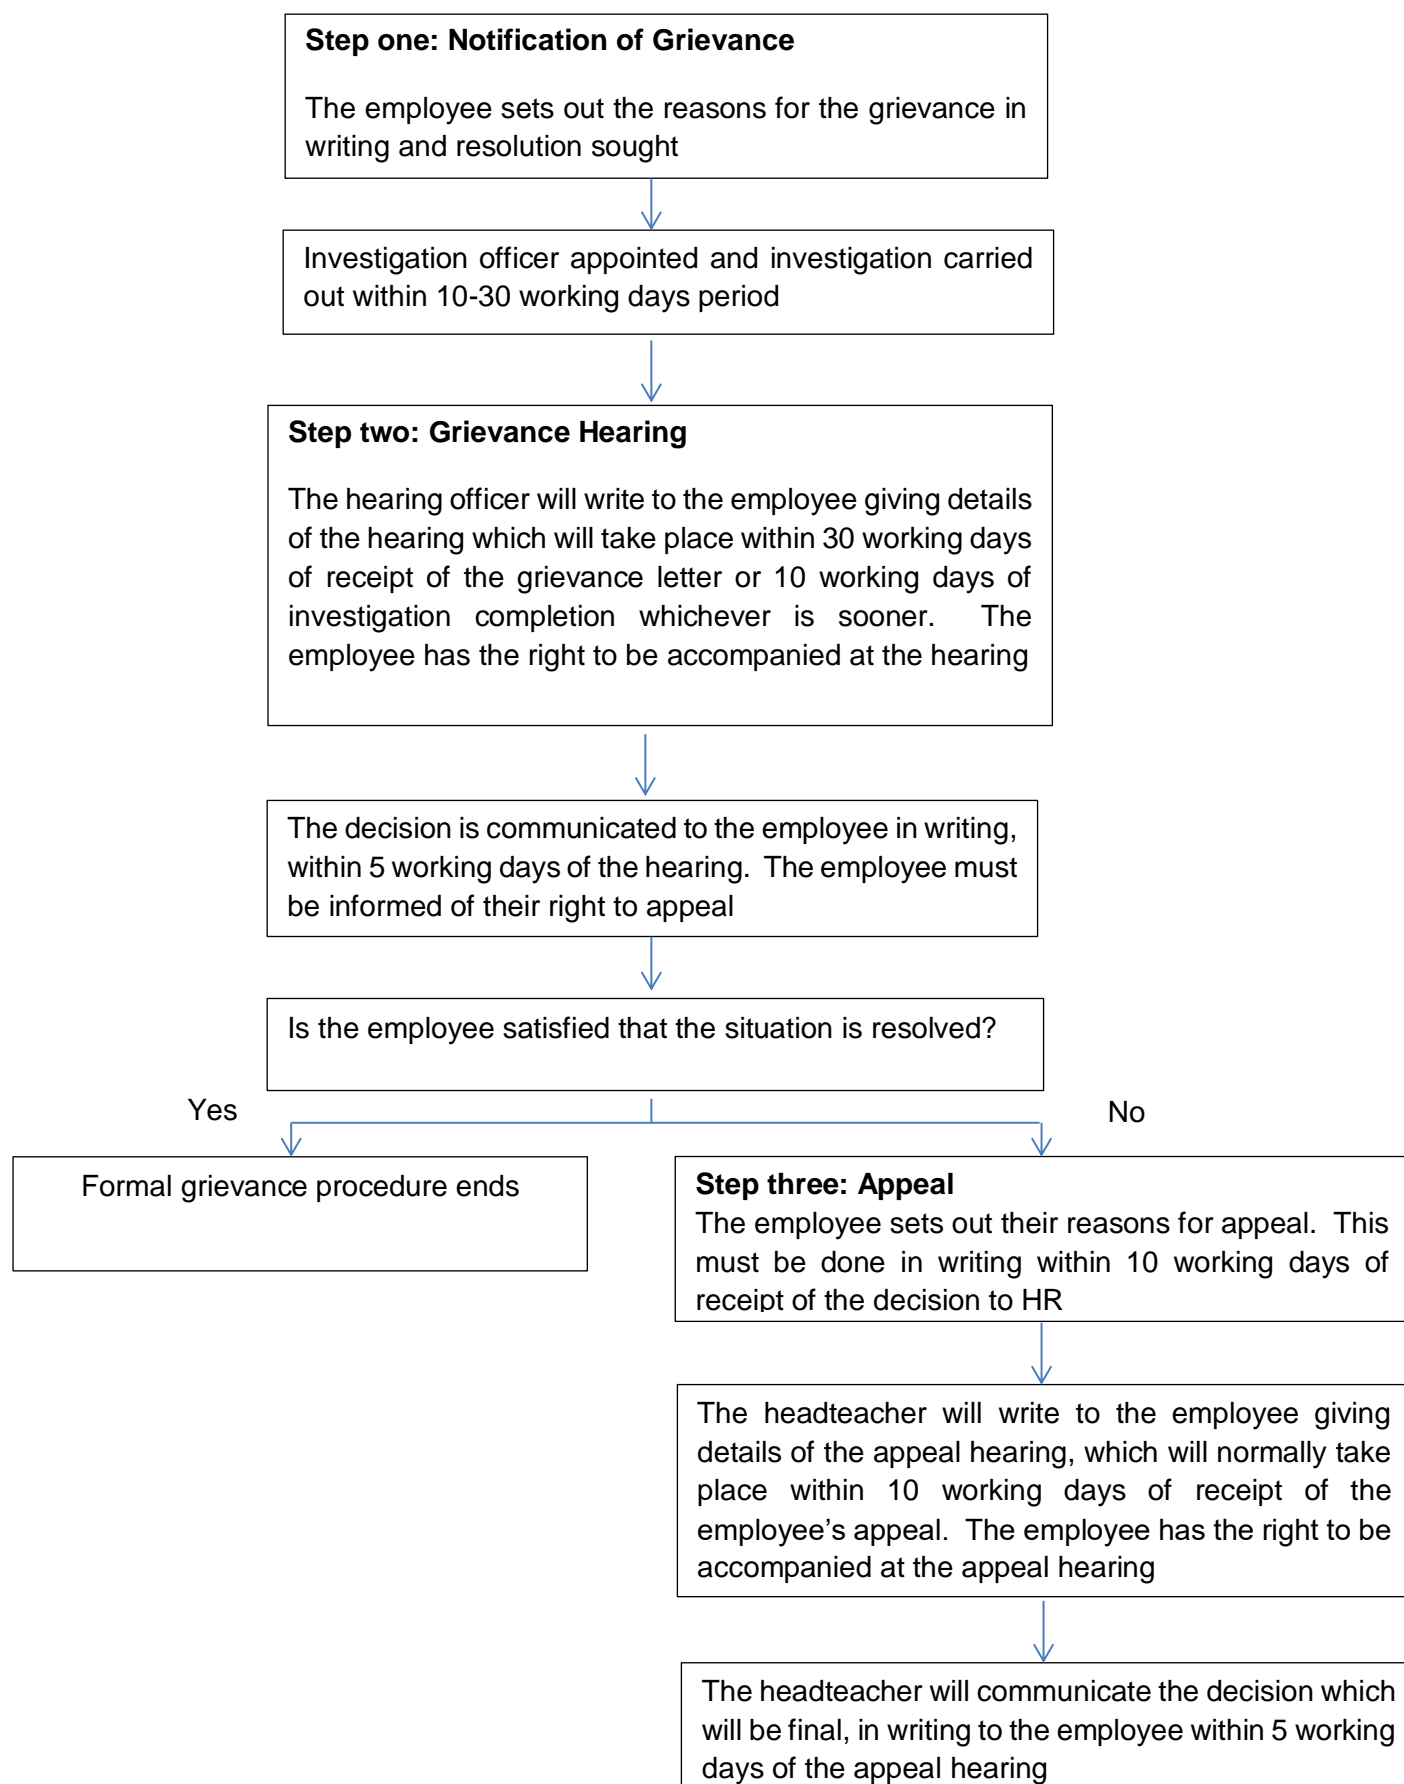 Step one: Notification of Grievance
The employee sets out the reasons for the grievance in
writing and resolution sought
Investigation officer appointed and investigation carried
out within 10-30 working days period
Step two: Grievance Hearing
The hearing officer will write to the employee giving details
of the hearing which will take place within 30 working days
of receipt of the grievance letter or 10 working days of
investigation completion whichever is sooner. The
employee has the right to be accompanied at the hearing
The decision is communicated to the employee in writing,
within 5 working days of the hearing. The employee must
be informed of their right to appeal
Is the employee satisfied that the situation is resolved?
Yes
No
Formal grievance procedure ends
Step three: Appeal
The employee sets out their reasons for appeal. This
must be done in writing within 10 working days of
receipt of the decision to HR
The headteacher will write to the employee giving
details of the appeal hearing, which will normally take
place within 10 working days of receipt of the
employee’s appeal. The employee has the right to be
accompanied at the appeal hearing
The headteacher will communicate the decision which
will be final, in writing to the employee within 5 working
days of the appeal hearing